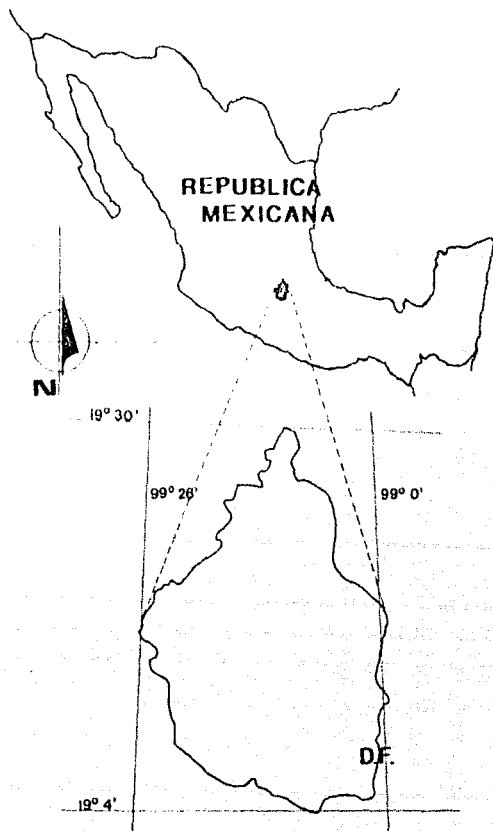 REPUBLICA
MEXICANA
N
19° 30'
99° 26'
99° 0'
D.F.
19° 4'